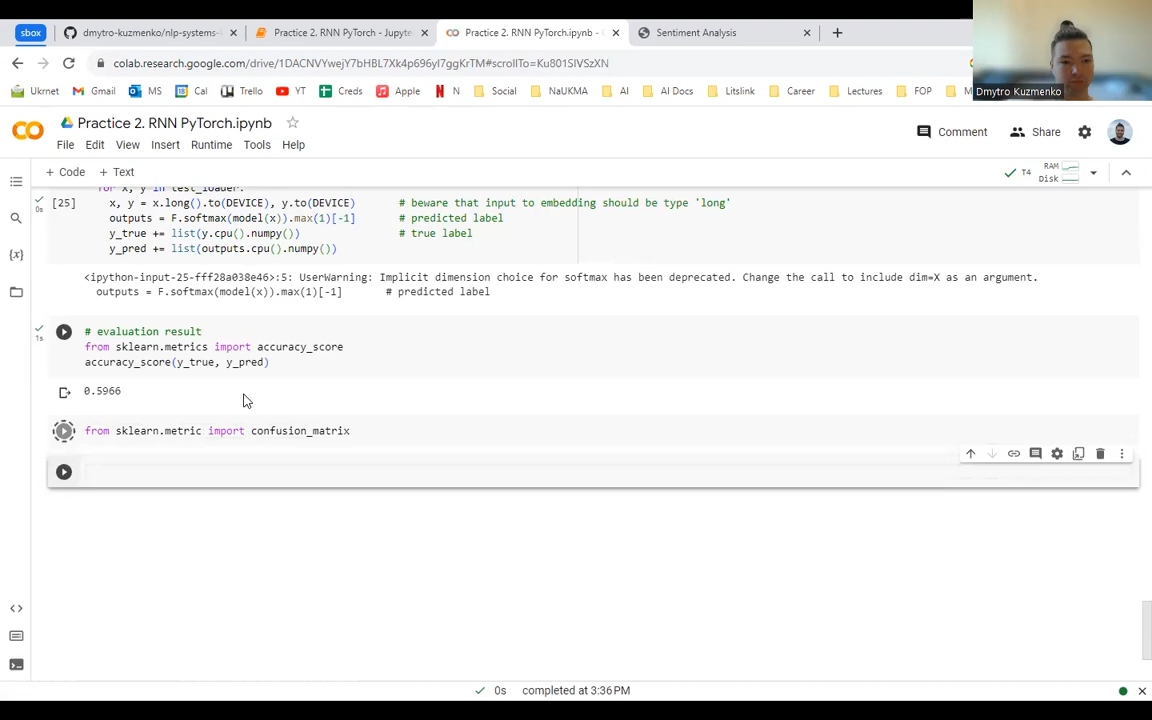 sbox
dmytro-kuzmenko/nlp-systems-
Practice 2. RNN PyTorch - Jupyte
Practice 2. RNN PyTorch.ipynb -
Sentiment Analysis
colab.research.google.com/drive/1DACNVYwejY7bHBL7Xk4p696yI7ggKrTM#scrollTo=Ku801SIVSzXN
Ukrnet
Gmail
MS
Cal
Trello
YT
Creds
Apple
N
Social
NaUKMA
AI
AI Docs
Litslink
Career
Lectures
FOP
M
Dmytro Kuzmenko
CO
Practice 2. RNN PyTorch.ipynb
File Edit View Insert Runtime Tools Help
Comment
Share
+ Code + Text
T4
RAM
Disk
for x, y in test_loader:
[25]
0s
x, y = x.long().to(DEVICE), y.to(DEVICE) # beware that input to embedding should be type 'long'
outputs = F.softmax(model(x)).max(1)[-1] # predicted label
y_true += list(y.cpu().numpy()) # true label
y_pred += list(outputs.cpu().numpy())
<ipython-input-25-fff28a038e46>:5: UserWarning: Implicit dimension choice for softmax has been deprecated. Change the call to include dim=X as an argument.
outputs = F.softmax(model(x)).max(1)[-1] # predicted label
1s
# evaluation result
from sklearn.metrics import accuracy_score
accuracy_score(y_true, y_pred)
0.5966
from sklearn.metric import confusion_matrix
0s completed at 3:36 PM